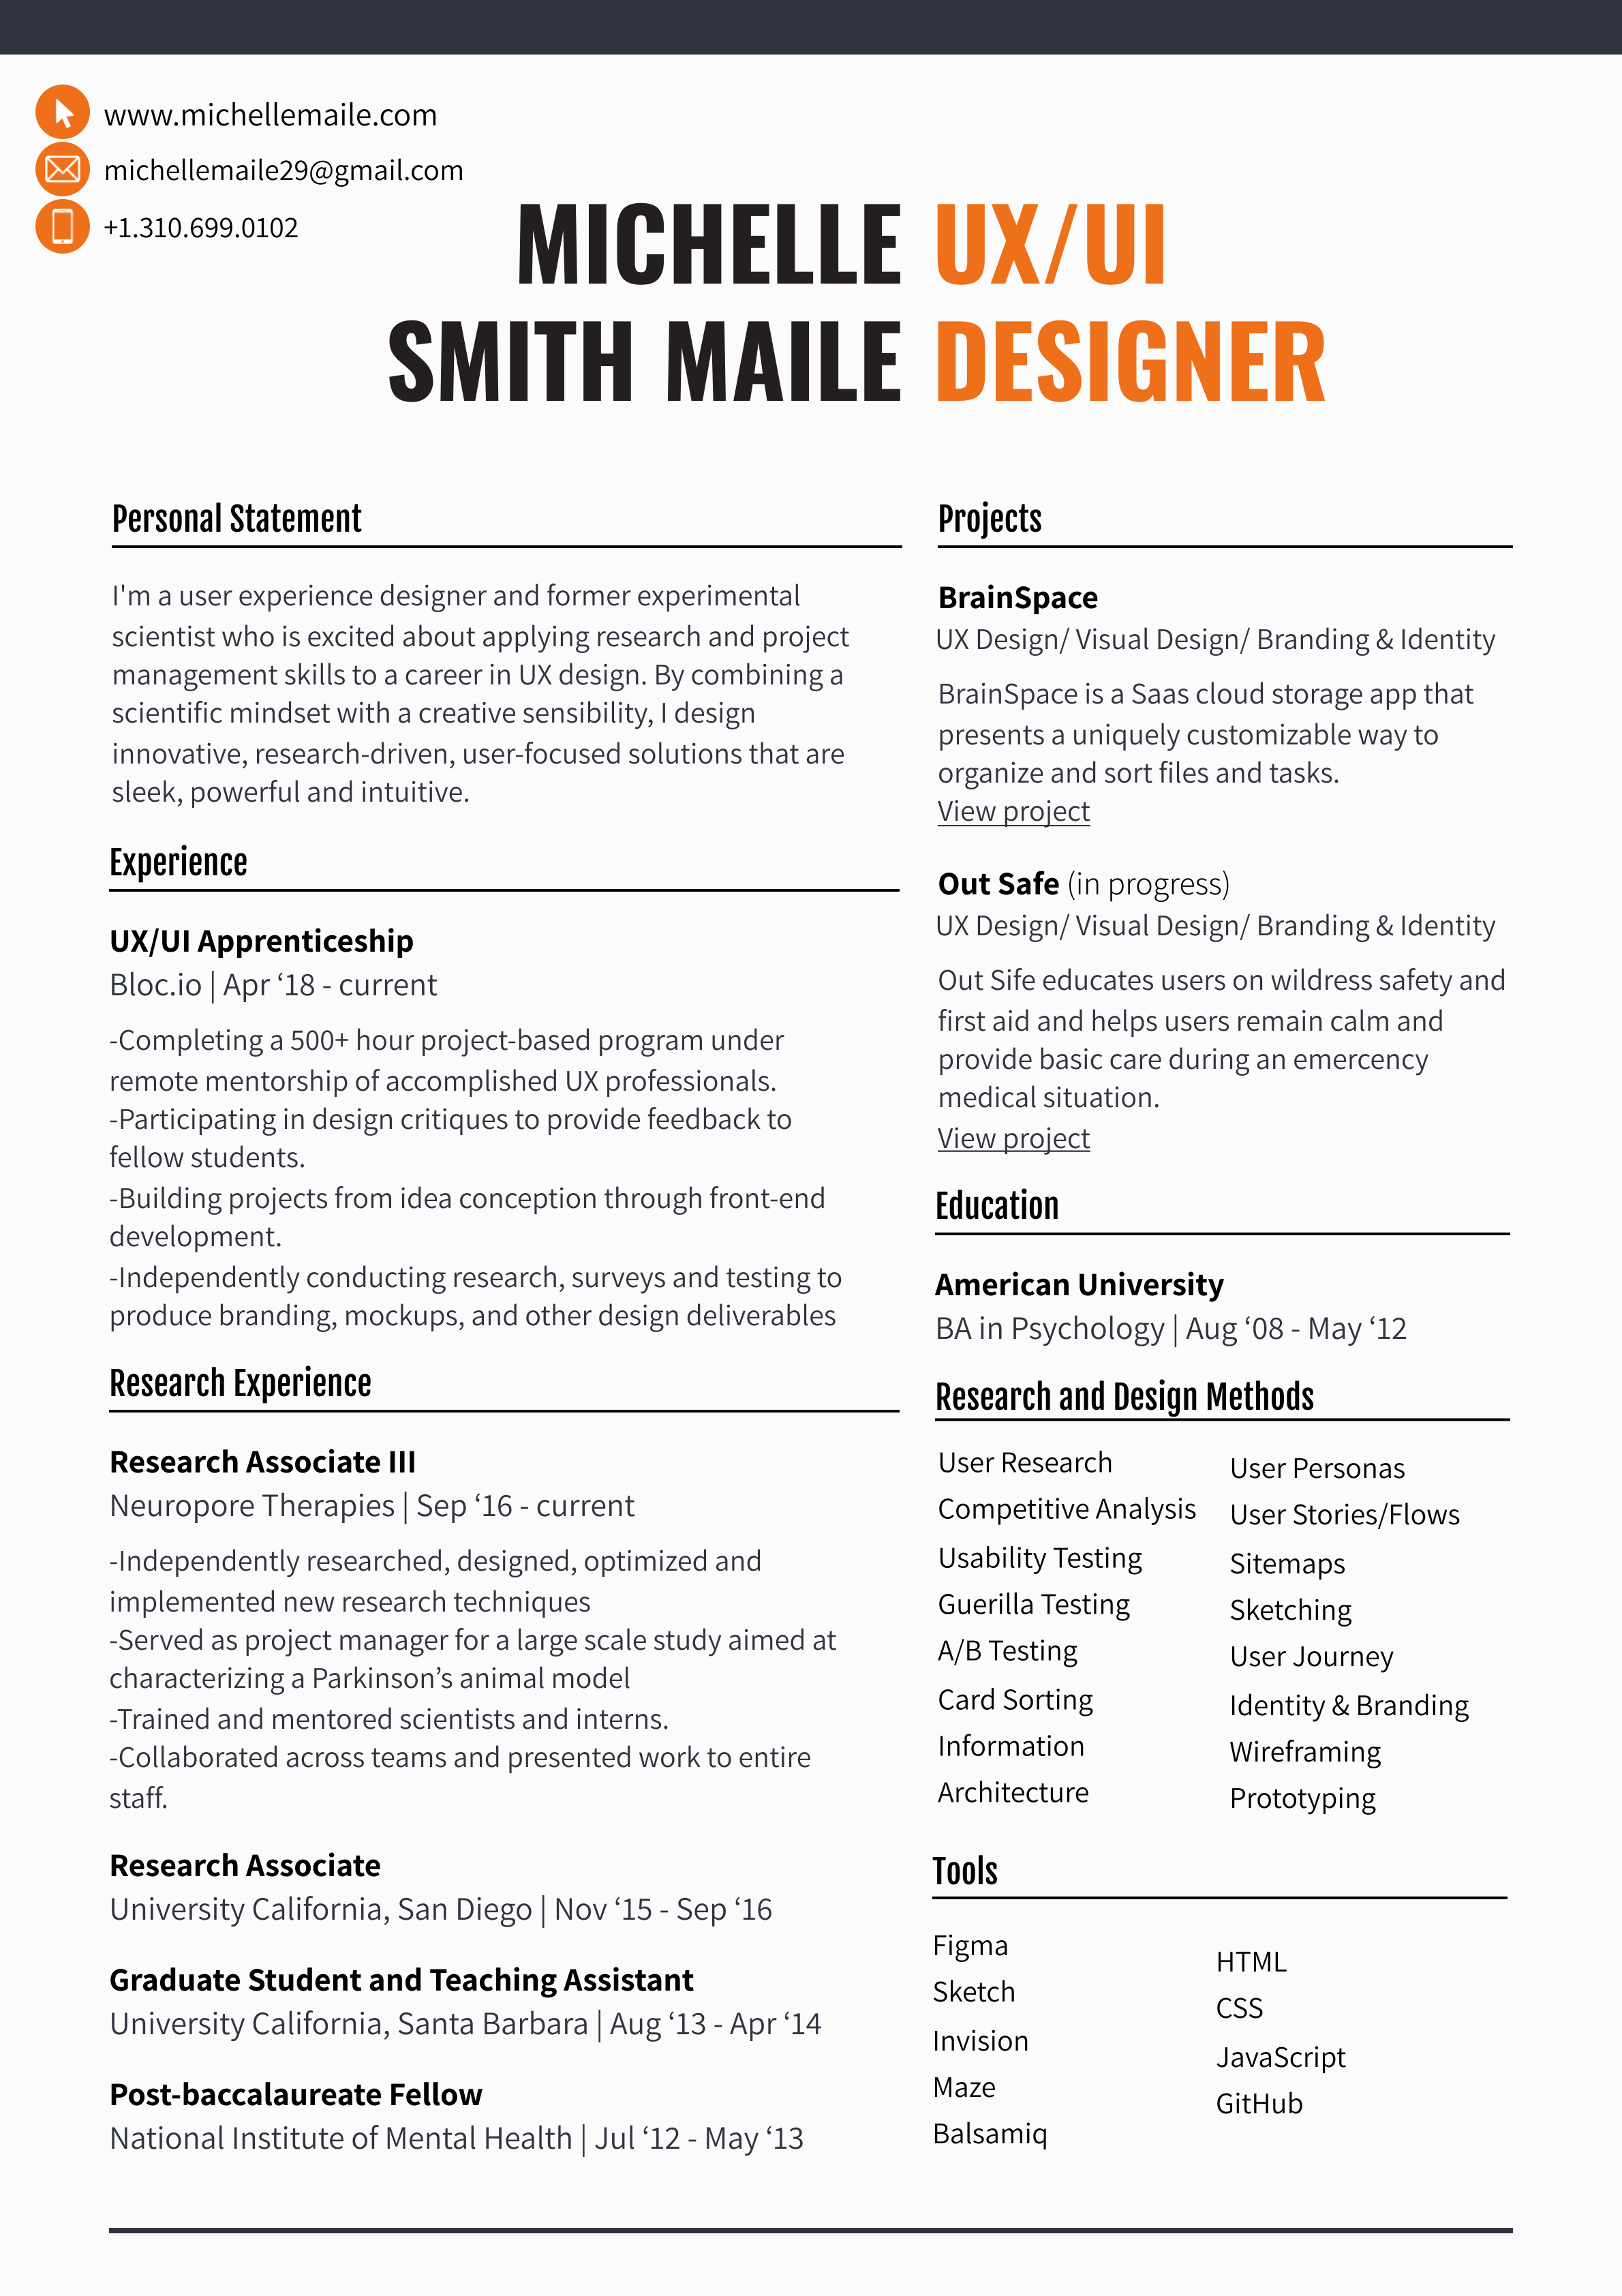 www.michellemaile.com
michellemaile29@gmail.com
+1.310.699.0102
MICHELLE UX/UI
SMITH MAILE DESIGNER
Personal Statement
I'm a user experience designer and former experimental
scientist who is excited about applying research and project
management skills to a career in UX design. By combining a
scientific mindset with a creative sensibility, I design
innovative, research-driven, user-focused solutions that are
sleek, powerful and intuitive.
Experience
UX/UI Apprenticeship
Bloc.io | Apr ‘18 - current
-Completing a 500+ hour project-based program under
remote mentorship of accomplished UX professionals.
-Participating in design critiques to provide feedback to
fellow students.
-Building projects from idea conception through front-end
development.
-Independently conducting research, surveys and testing to
produce branding, mockups, and other design deliverables
Research Experience
Research Associate III
Neuropore Therapies | Sep ‘16 - current
-Independently researched, designed, optimized and
implemented new research techniques
-Served as project manager for a large scale study aimed at
characterizing a Parkinson’s animal model
-Trained and mentored scientists and interns.
-Collaborated across teams and presented work to entire
staff.
Research Associate
University California, San Diego | Nov ‘15 - Sep ‘16
Graduate Student and Teaching Assistant
University California, Santa Barbara | Aug ‘13 - Apr ‘14
Post-baccalaureate Fellow
National Institute of Mental Health | Jul ‘12 - May ‘13
Projects
BrainSpace
UX Design/ Visual Design/ Branding & Identity
BrainSpace is a Saas cloud storage app that
presents a uniquely customizable way to
organize and sort files and tasks.
View project
Out Safe (in progress)
UX Design/ Visual Design/ Branding & Identity
Out Sife educates users on wildress safety and
first aid and helps users remain calm and
provide basic care during an emercency
medical situation.
View project
Education
American University
BA in Psychology | Aug ‘08 - May ‘12
Research and Design Methods
User Research
Competitive Analysis
Usability Testing
Guerilla Testing
A/B Testing
Card Sorting
Information
Architecture
User Personas
User Stories/Flows
Sitemaps
Sketching
User Journey
Identity & Branding
Wireframing
Prototyping
Tools
Figma
Sketch
Invision
Maze
Balsamiq
HTML
CSS
JavaScript
GitHub